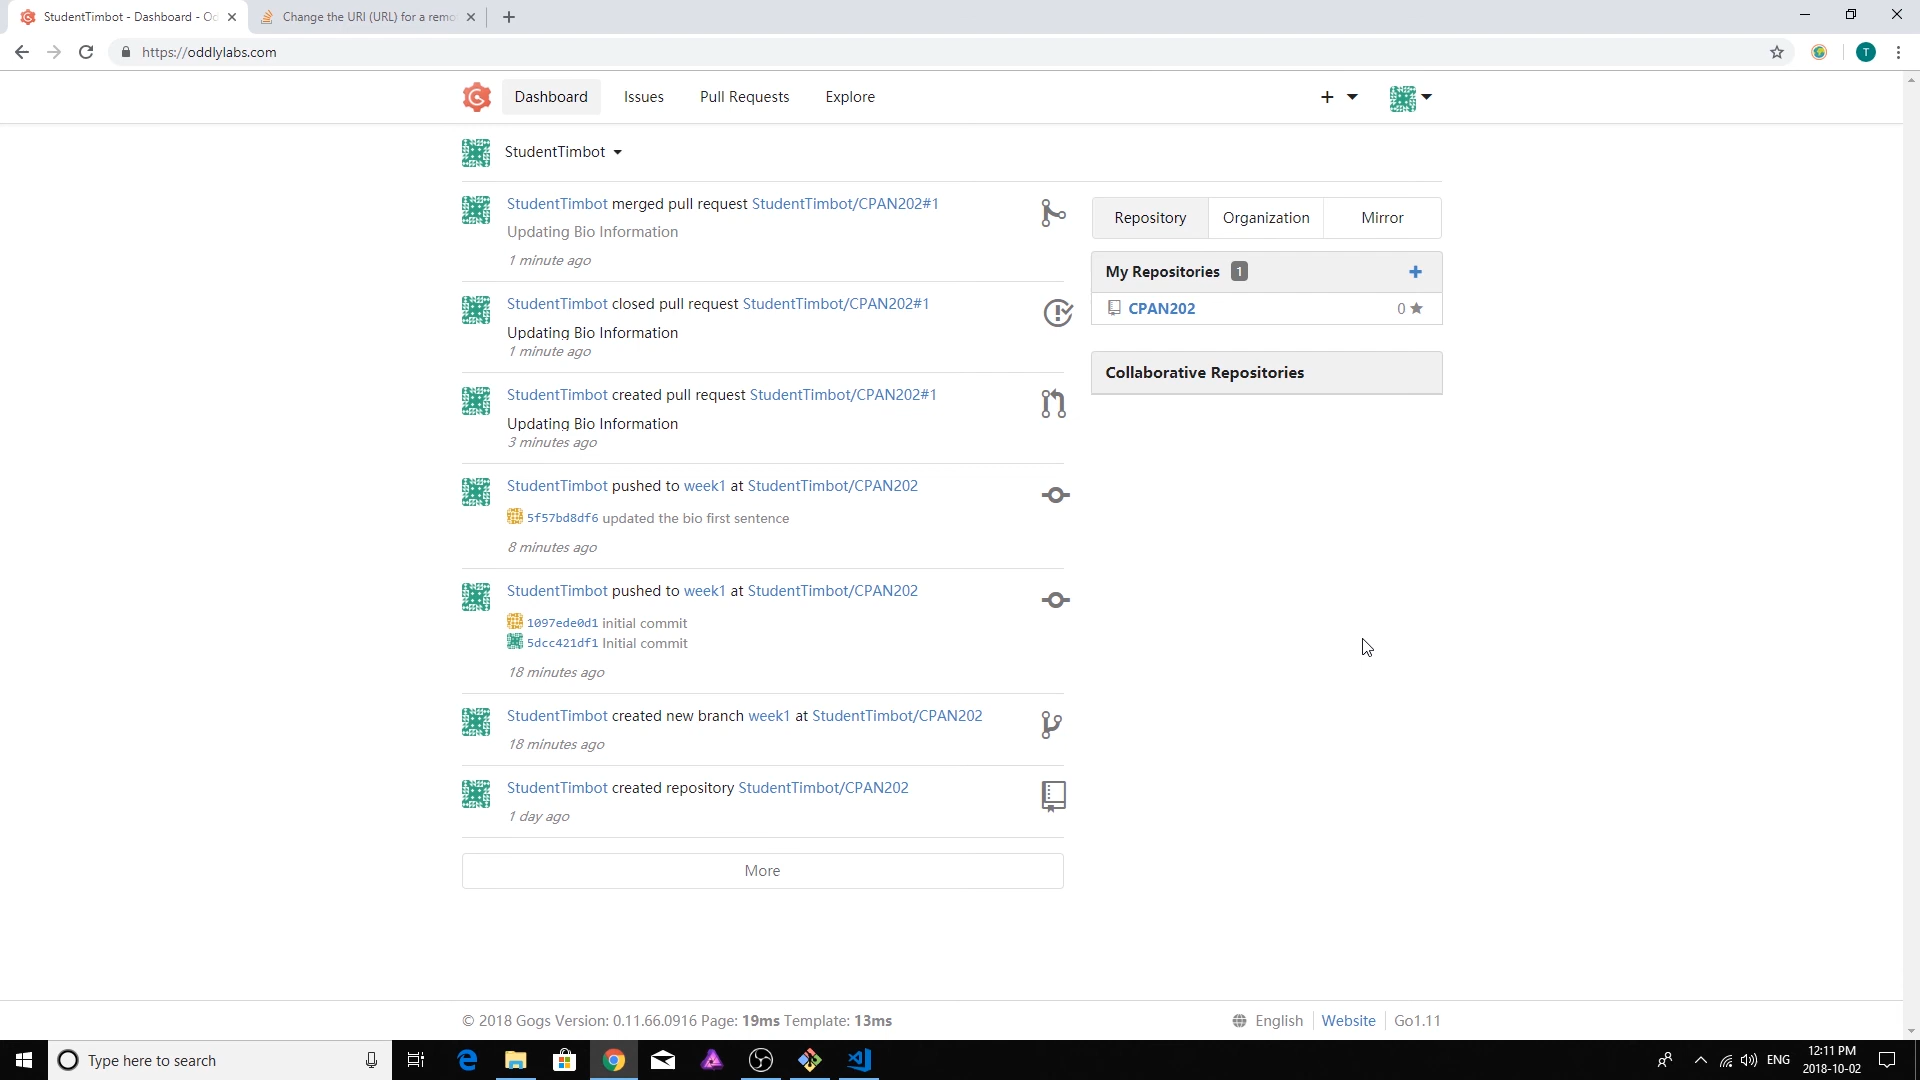 StudentTimbot - Dashboard - Od
Change the URI (URL) for a remo
https://oddlylabs.com
T
Dashboard
Issues
Pull Requests
Explore
StudentTimbot
StudentTimbot merged pull request StudentTimbot/CPAN202#1
Updating Bio Information
1 minute ago
StudentTimbot closed pull request StudentTimbot/CPAN202#1
Updating Bio Information
1 minute ago
StudentTimbot created pull request StudentTimbot/CPAN202#1
Updating Bio Information
3 minutes ago
StudentTimbot pushed to week1 at StudentTimbot/CPAN202
5f57bd8df6 updated the bio first sentence
8 minutes ago
StudentTimbot pushed to week1 at StudentTimbot/CPAN202
1097ede0d1 initial commit
5dcc421df1 Initial commit
18 minutes ago
StudentTimbot created new branch week1 at StudentTimbot/CPAN202
18 minutes ago
StudentTimbot created repository StudentTimbot/CPAN202
1 day ago
More
Repository
Organization
Mirror
My Repositories 1
CPAN202
0
Collaborative Repositories
© 2018 Gogs Version: 0.11.66.0916 Page: 19ms Template: 13ms
English
Website
Go1.11
Type here to search
ENG
12:11 PM
2018-10-02